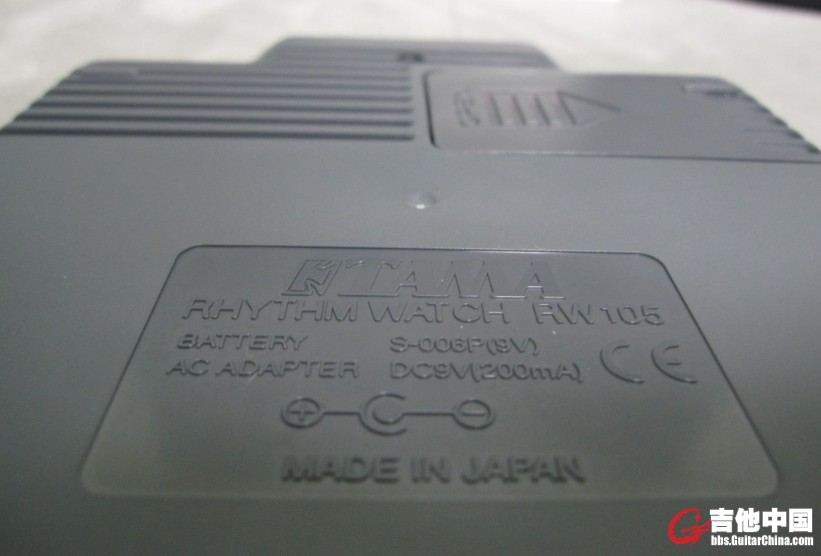 TAMA
RHYTHM WATCH RW105
BATTERY S-006P(9V)
AC ADAPTER DC9V(200mA) CE
MADE IN JAPAN
吉他中国
bbs.GuitarChina.com